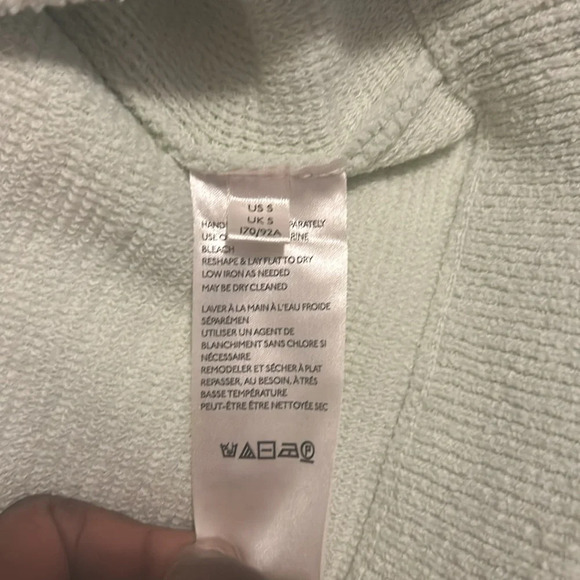 US S
UK S
170/92A
HAND
PARATELY
BLEACH
RESHAPE & LAY FLAT TO DRY
LOW IRON AS NEEDED
MAY BE DRY CLEANED
LAVER À LA MAIN À L'EAU FROIDE
SÉPARÉMEN
UTILISER UN AGENT DE
BLANCHIMENT SANS CHLORE SI
NÉCESSAIRE
REMODELER ET SÉCHER À PLAT
REPASSER, AU BESOIN, À TRÈS
BASSE TEMPÉRATURE
PEUT-ÊTRE ÊTRE NETTOYÉE SEC